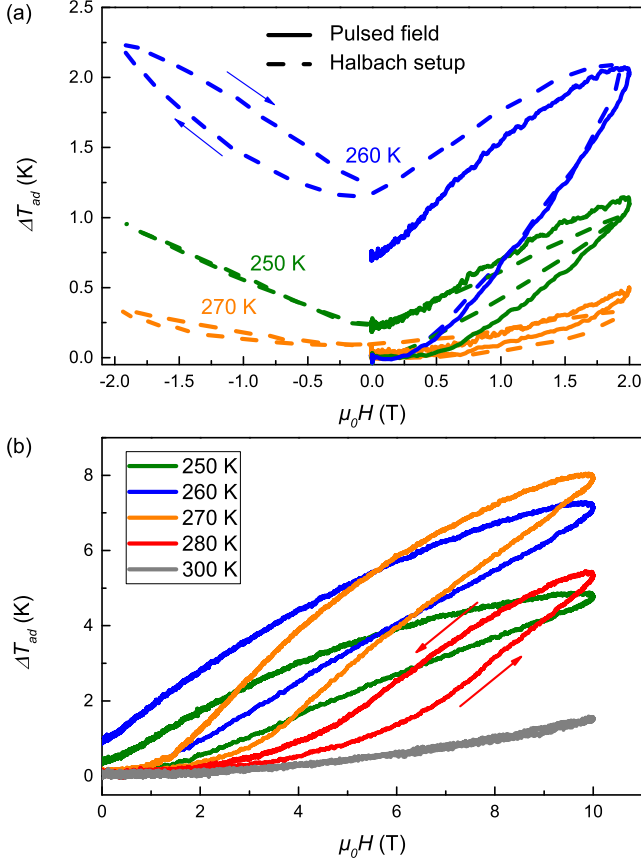 (a)
Pulsed field
Halbach setup
2.5
2.0
1.5
1.0
0.5
0.0
260 K
250 K
270 K
ΔT_ad (K)
-2.0 -1.5 -1.0 -0.5 0.0 0.5 1.0 1.5 2.0
μ₀H (T)
(b)
8
6
4
2
0
250 K
260 K
270 K
280 K
300 K
ΔT_ad (K)
0 2 4 6 8 10
μ₀H (T)